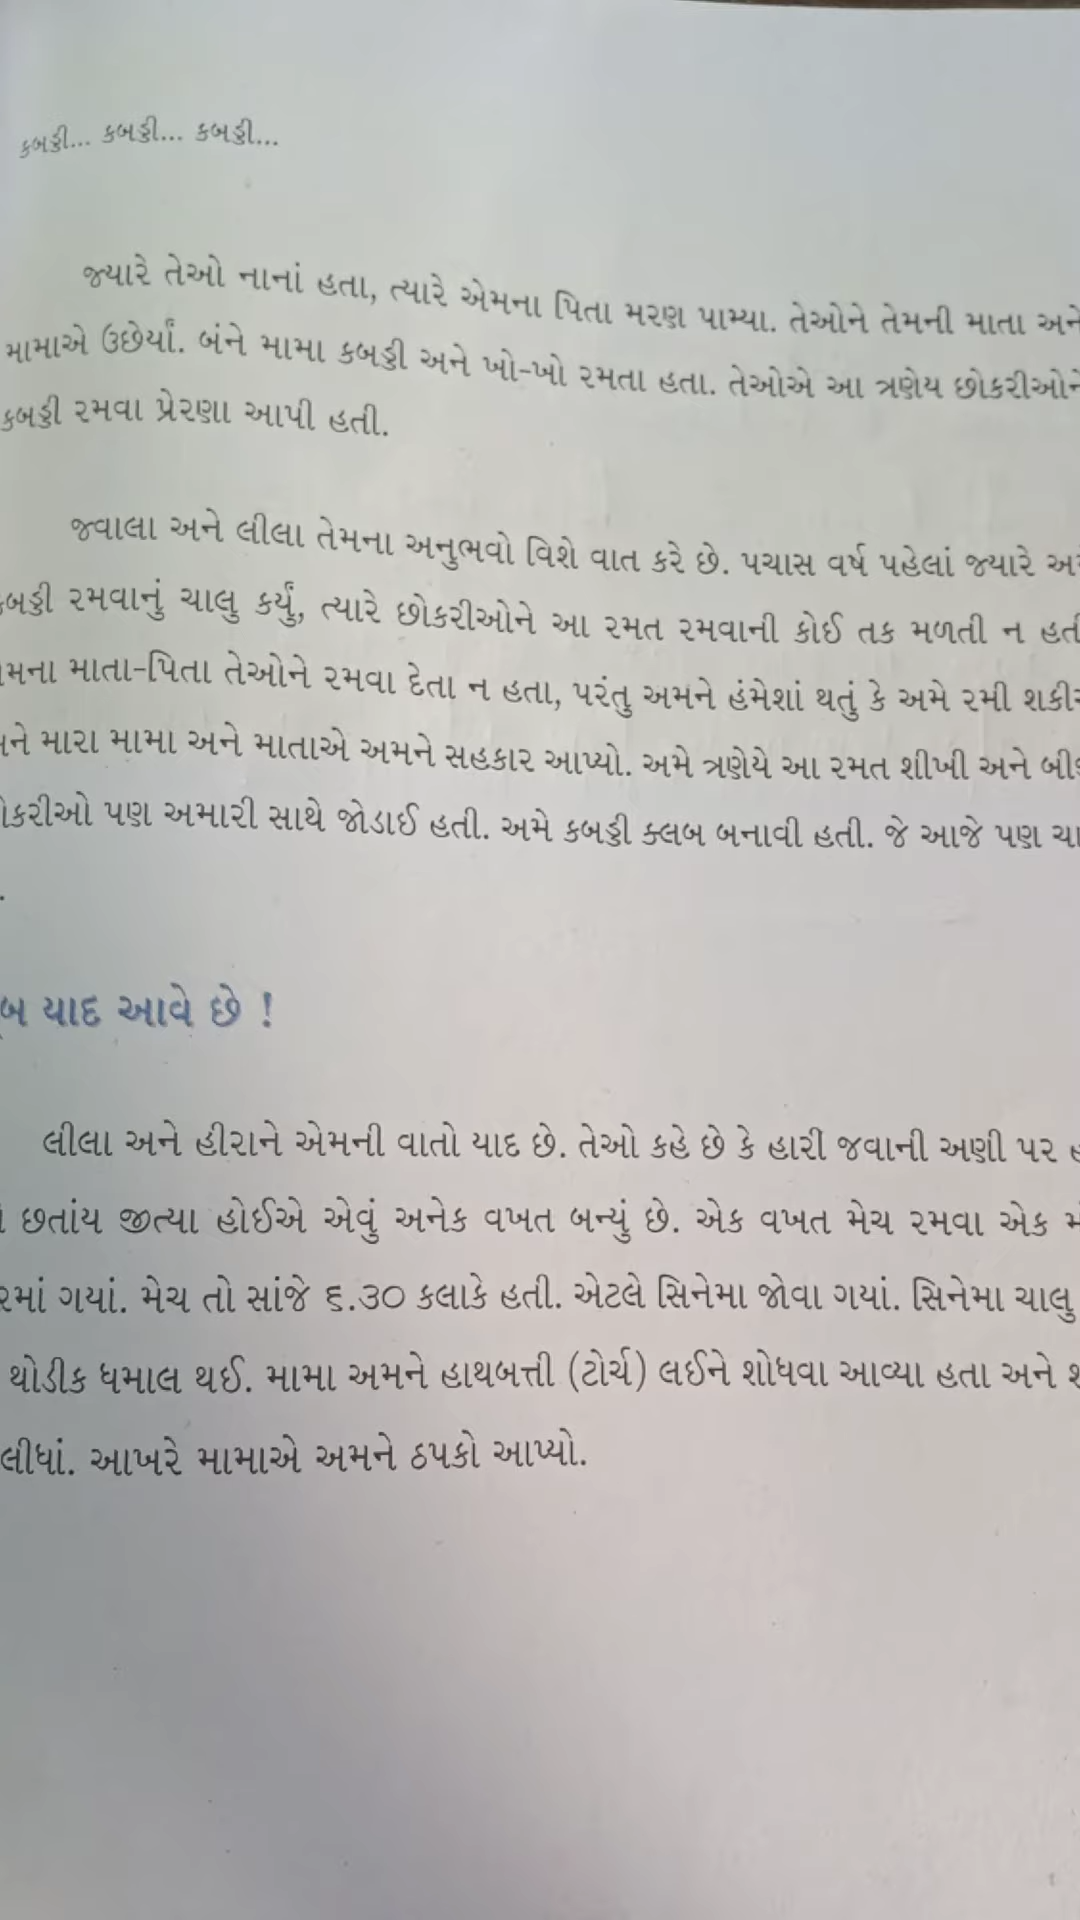 કબડ્ડી... કબડ્ડી... કબડ્ડી...
જ્યારે તેઓ નાનાં હતા, ત્યારે એમના પિતા મરણ પામ્યા. તેઓને તેમની માતા અને
મામાએ ઉછેર્યાં. બંને મામા કબડ્ડી અને ખો-ખો રમતા હતા. તેઓએ આ ત્રણેય છોકરીઓને
કબડ્ડી રમવા પ્રેરણા આપી હતી.
જ્વાલા અને લીલા તેમના અનુભવો વિશે વાત કરે છે. પચાસ વર્ષ પહેલાં જ્યારે
રમવાનું ચાલુ કર્યું, ત્યારે છોકરીઓને આ રમત રમવાની કોઈ તક મળતી ન
માતા-પિતા તેઓને રમવા દેતા ન હતા, પરંતુ અમને હંમેશાં થતું કે અમે રમી
મારા મામા અને માતાએ અમને સહકાર આપ્યો. અમે ત્રણેયે આ રમત શીખી અને
પણ અમારી સાથે જોડાઈ હતી. અમે કબડ્ડી ક્લબ બનાવી હતી. જે આજે પણ
યાદ આવે છે !
લીલા અને હીરાને એમની વાતો યાદ છે. તેઓ કહે છે કે હારી જવાની અણી પર
છતાંય જીત્યા હોઈએ એવું અનેક વખત બન્યું છે. એક વખત મેચ રમવા એક
ગયાં. મેચ તો સાંજે ૬.૩૦ કલાકે હતી. એટલે સિનેમા જોવા ગયાં. સિનેમા ચાલુ
થોડીક ધમાલ થઈ. મામા અમને હાથબત્તી (ટોર્ચ) લઈને શોધવા આવ્યા હતા અને
લીધાં. આખરે મામાએ અમને ઠપકો આપ્યો.